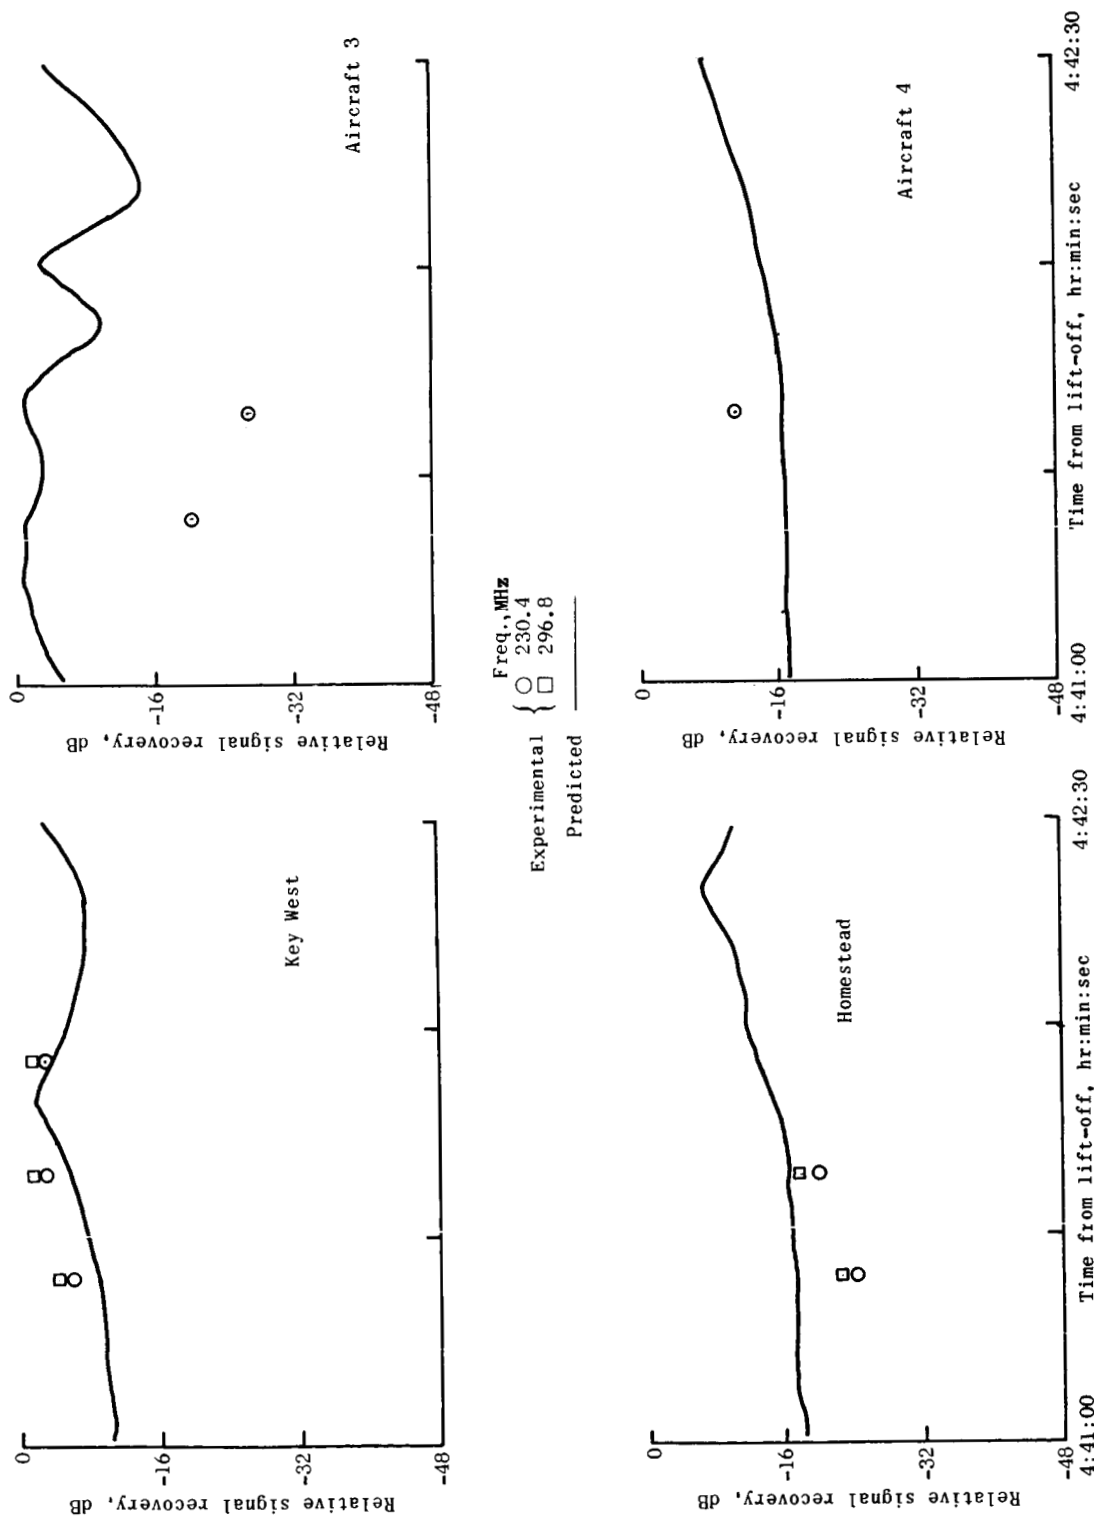 0
-16
-32
-48
Relative signal recovery, dB
Key West
0
-16
-32
-48
Relative signal recovery, dB
Aircraft 3
Freq.,MHz
Experimental { ○ 230.4
□ 296.8
Predicted
0
-16
-32
-48
Relative signal recovery, dB
Homestead
4:41:00
4:42:30
Time from lift-off, hr:min:sec
0
-16
-32
-48
Relative signal recovery, dB
Aircraft 4
4:41:00
4:42:30
Time from lift-off, hr:min:sec